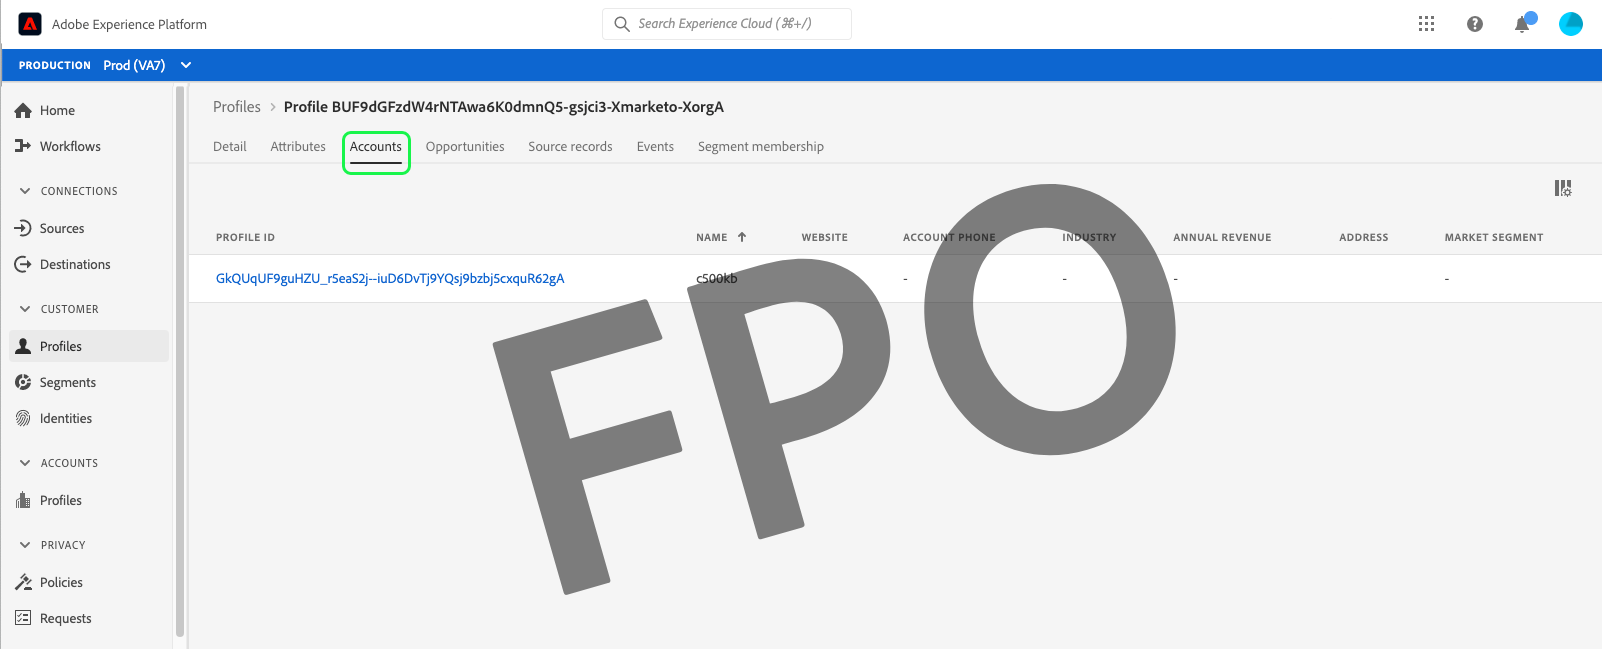 Adobe Experience Platform
Search Experience Cloud (⌘+/)
PRODUCTION Prod (VA7)
Home
Workflows
CONNECTIONS
Sources
Destinations
CUSTOMER
Profiles
Segments
Identities
ACCOUNTS
Profiles
PRIVACY
Policies
Requests
Profiles > Profile BUF9dGFzdW4rNTAwa6K0dmnQ5-gsjci3-Xmarketo-XorgA
Detail Attributes Accounts Opportunities Source records Events Segment membership
PROFILE ID NAME WEBSITE ACCOUNT PHONE INDUSTRY ANNUAL REVENUE ADDRESS MARKET SEGMENT
GkQUqUF9guHZU_r5eaS2j--iuD6DvTj9YQsj9bzbj5cxquR62gA c500kb - - - -
FPO